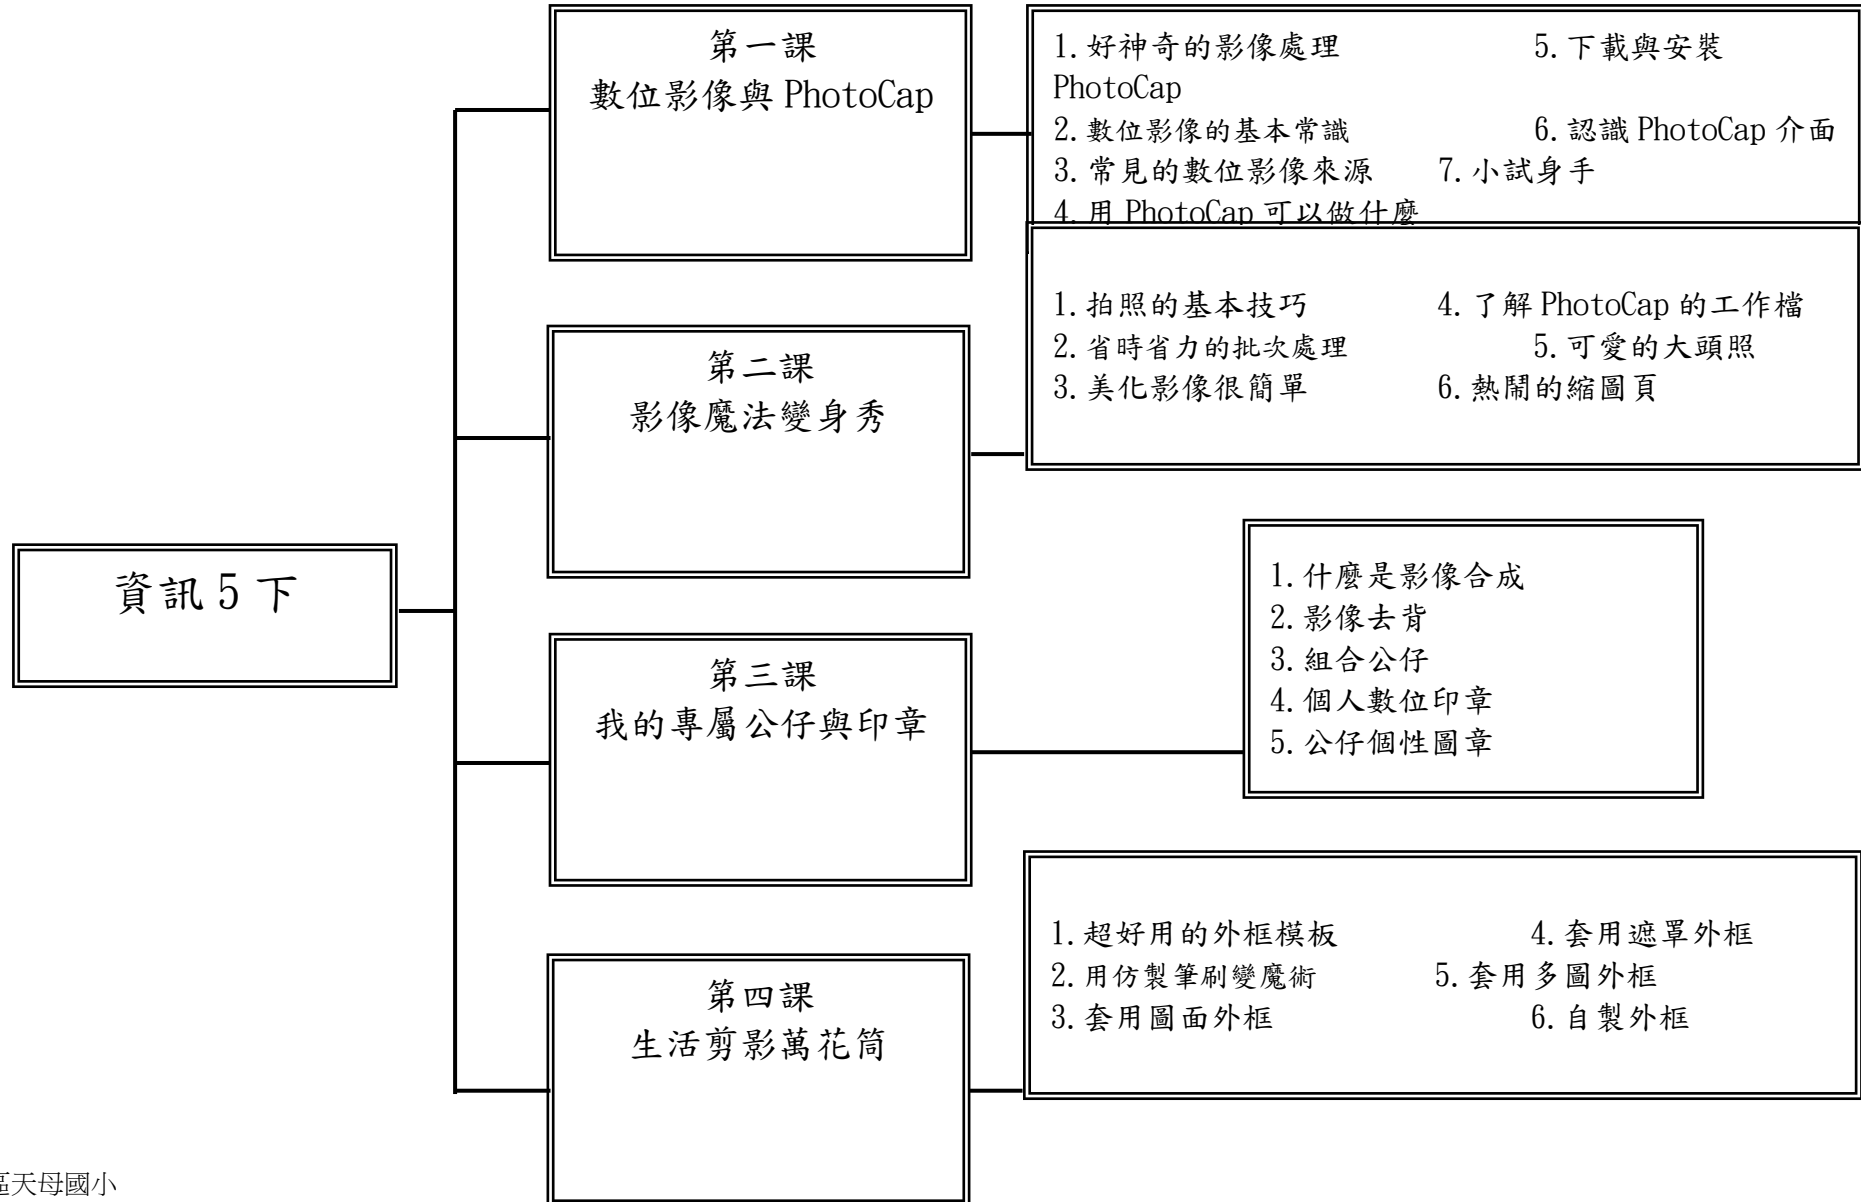 資訊 5 下
第一課
數位影像與 PhotoCap
1.好神奇的影像處理 5.下載與安裝
PhotoCap
2.數位影像的基本常識 6.認識 PhotoCap 介面
3.常見的數位影像來源 7.小試身手
4.用 PhotoCap 可以做什麼
第二課
影像魔法變身秀
1.拍照的基本技巧 4.了解 PhotoCap 的工作檔
2.省時省力的批次處理 5.可愛的大頭照
3.美化影像很簡單 6.熱鬧的縮圖頁
第三課
我的專屬公仔與印章
1.什麼是影像合成
2.影像去背
3.組合公仔
4.個人數位印章
5.公仔個性圖章
第四課
生活剪影萬花筒
1.超好用的外框模板 4.套用遮罩外框
2.用仿製筆刷變魔術 5.套用多圖外框
3.套用圖面外框 6.自製外框
區天母國小